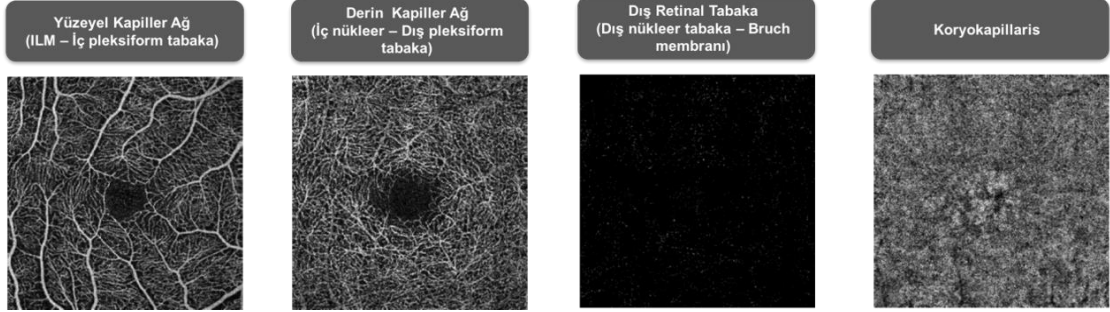 Yüzeyel Kapiller Ağ
(ILM – İç pleksiform tabaka)
Derin Kapiller Ağ
(İç nükleer – Dış pleksiform
tabaka)
Dış Retinal Tabaka
(Dış nükleer tabaka – Bruch
membranı)
Koryokapillaris